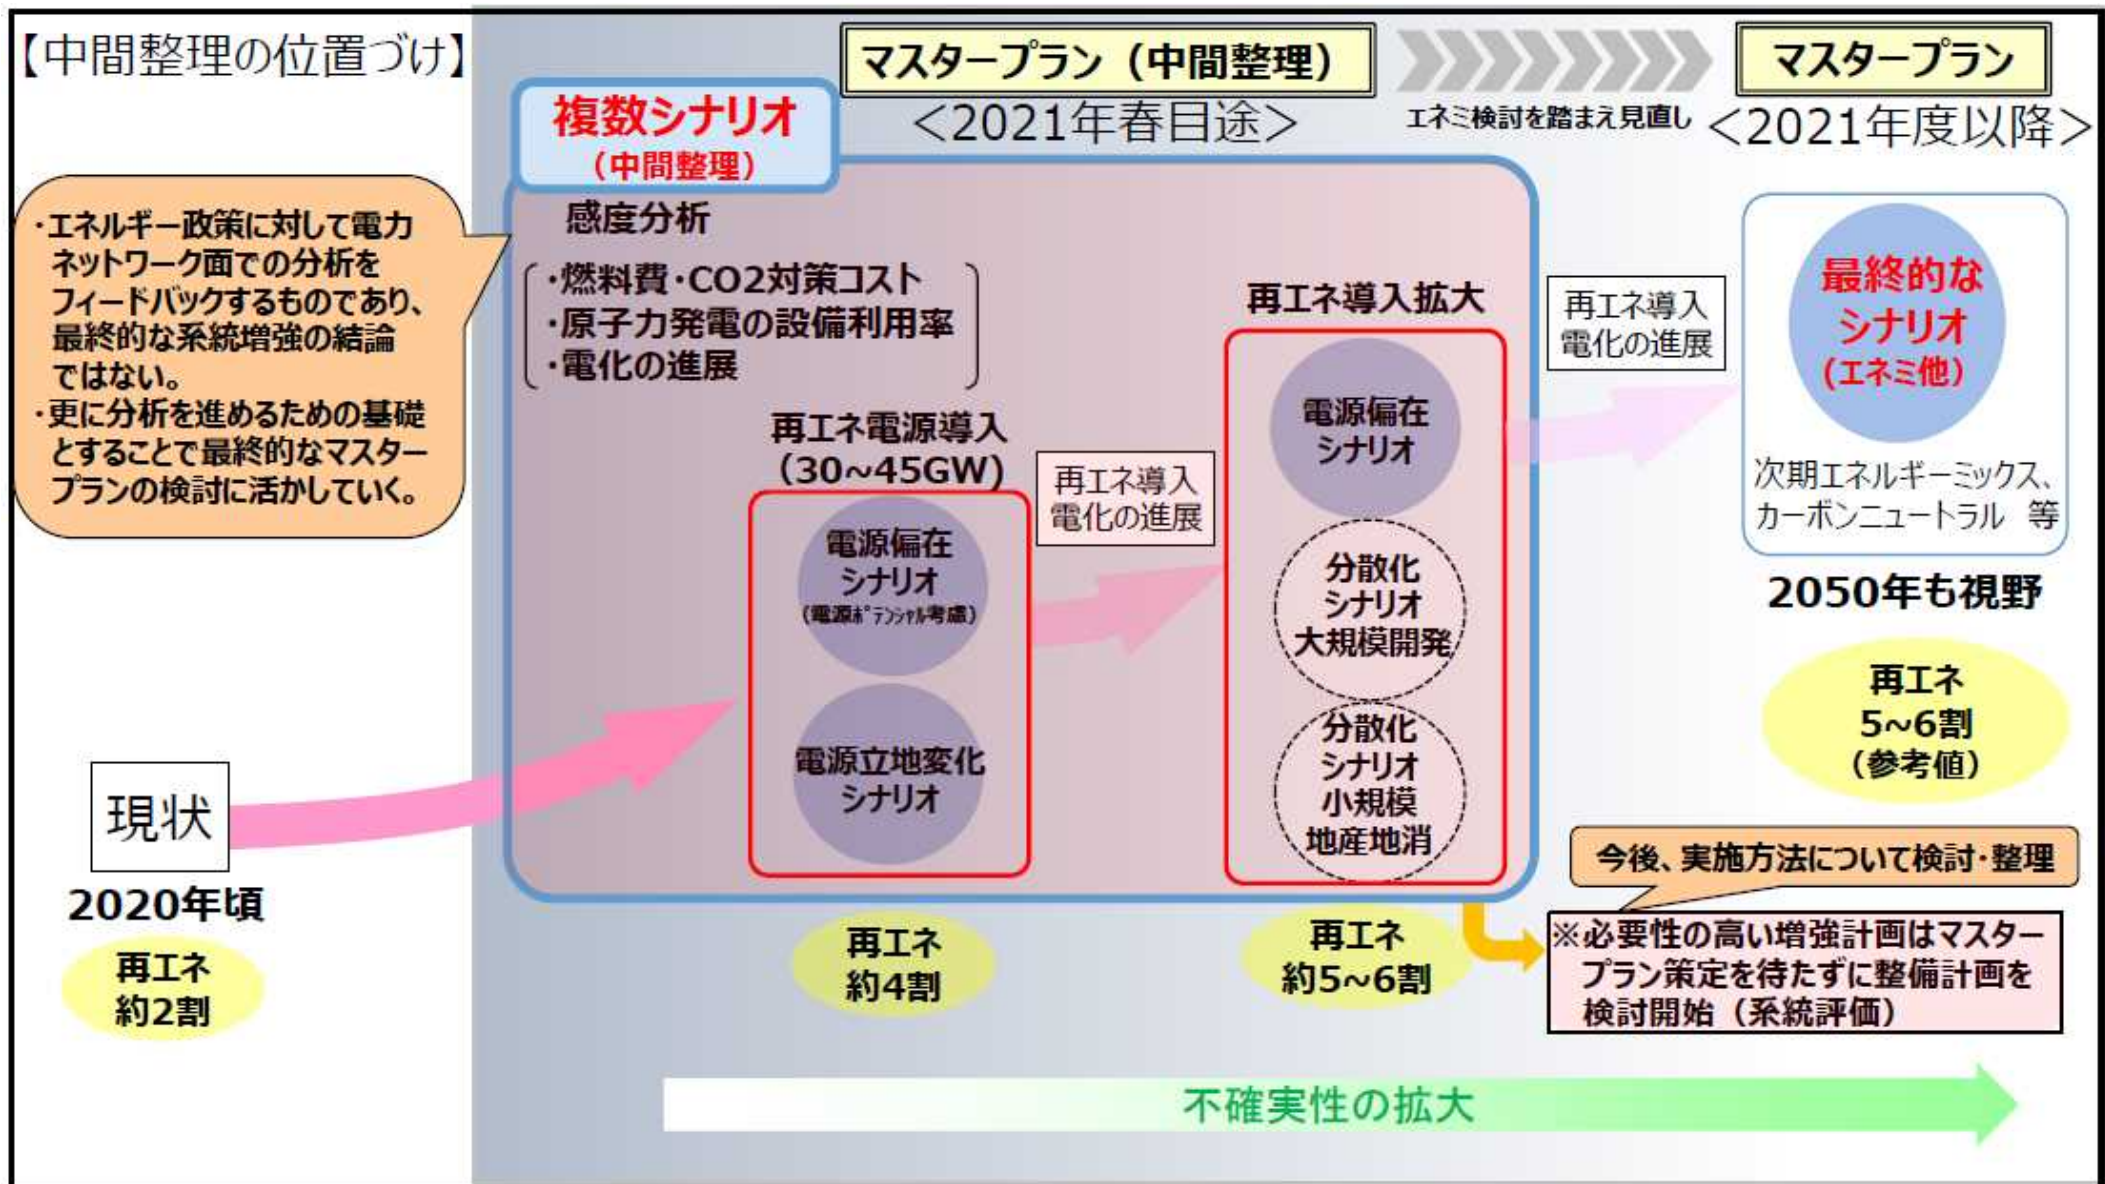 【中間整理の位置づけ】
マスタープラン（中間整理）
＜2021年春目途＞
エネミ検討を踏まえ見直し
マスタープラン
＜2021年度以降＞
複数シナリオ
（中間整理）
・エネルギー政策に対して電力
ネットワーク面での分析を
フィードバックするものであり、
最終的な系統増強の結論
ではない。
・更に分析を進めるための基礎
とすることで最終的なマスター
プランの検討に活かしていく。
感度分析
・燃料費・CO2対策コスト
・原子力発電の設備利用率
・電化の進展
再エネ電源導入
（30~45GW）
電源偏在
シナリオ
（電源ﾎﾟﾃﾝｼｬﾙ考慮）
電源立地変化
シナリオ
再エネ導入
電化の進展
再エネ導入拡大
電源偏在
シナリオ
分散化
シナリオ
大規模開発
分散化
シナリオ
小規模
地産地消
再エネ導入
電化の進展
最終的な
シナリオ
（エネミ他）
次期エネルギーミックス、
カーボンニュートラル 等
2050年も視野
再エネ
5~6割
（参考値）
現状
2020年頃
再エネ
約2割
再エネ
約4割
再エネ
約5~6割
今後、実施方法について検討・整理
※必要性の高い増強計画はマスター
プラン策定を待たずに整備計画を
検討開始（系統評価）
不確実性の拡大